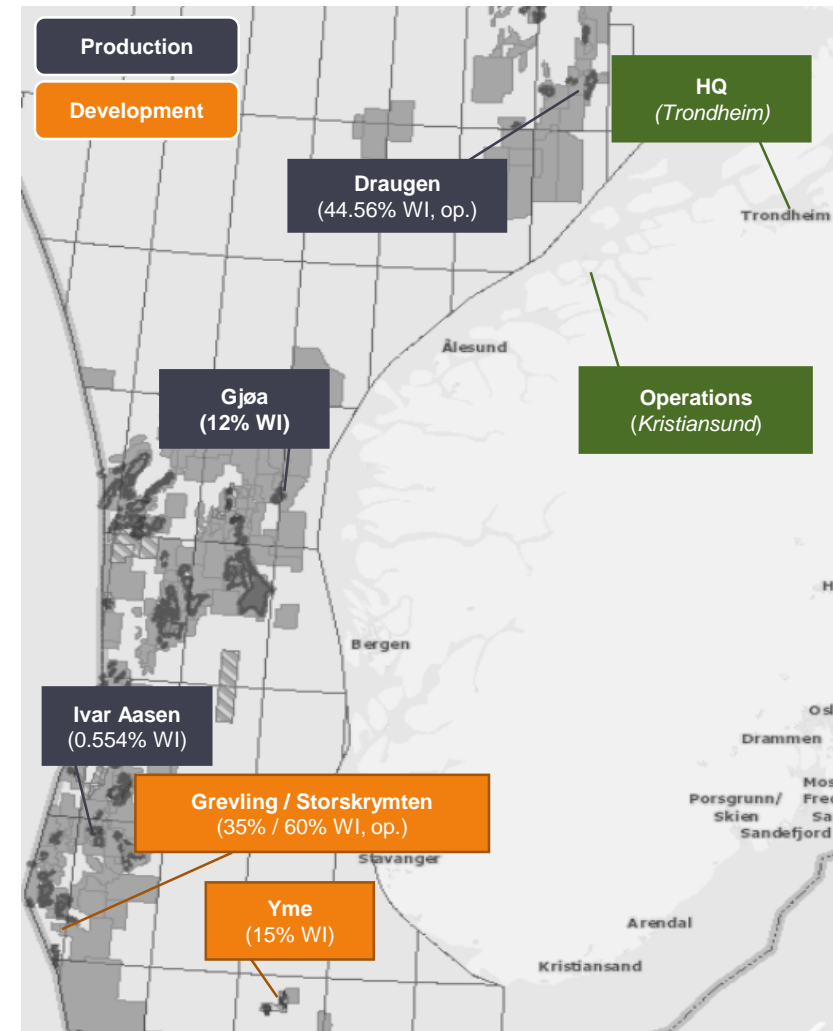 Production
Development
HQ
(Trondheim)
Draugen
(44.56% WI, op.)
Trondheim
Ålesund
Gjøa
(12% WI)
Operations
(Kristiansund)
Bergen
Ivar Aasen
(0.554% WI)
Drammen
Grevling / Storskrymten
(35% / 60% WI, op.)
Porsgrunn/
Skien
Sandefjord
Stavanger
Yme
(15% WI)
Arendal
Kristiansand